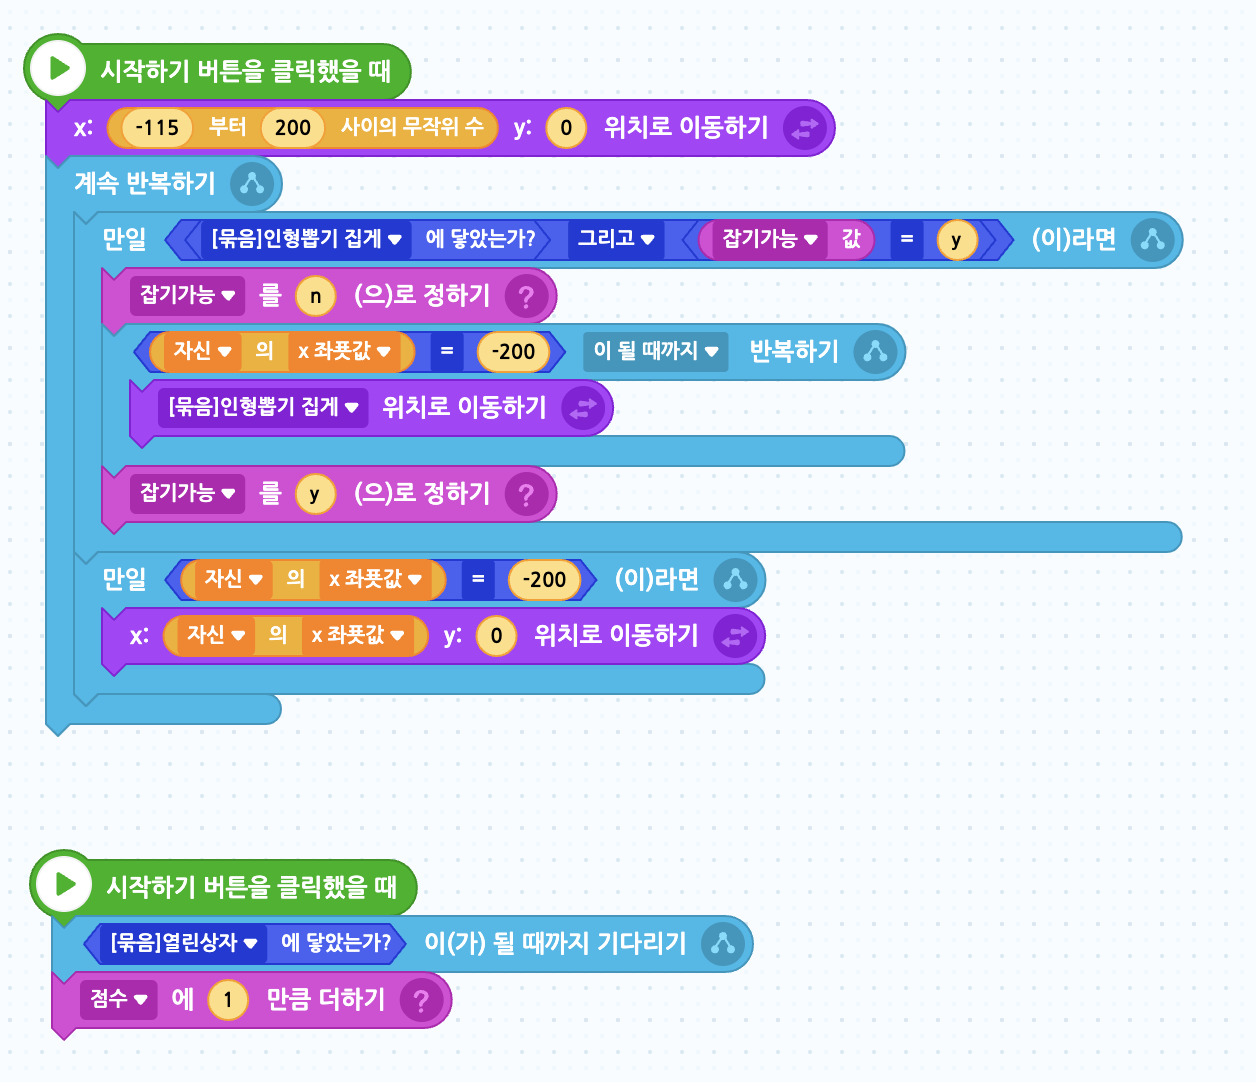 시작하기 버튼을 클릭했을 때
x: -115 부터 200 사이의 무작위 수 y: 0 위치로 이동하기
계속 반복하기
만일 [묶음]인형뽑기 집게 에 닿았는가? 그리고 잡기가능 값 = y (이)라면
잡기가능 를 n (으)로 정하기
자신 의 x 좌푯값 = -200 이 될 때까지 반복하기
[묶음]인형뽑기 집게 위치로 이동하기
잡기가능 를 y (으)로 정하기
만일 자신 의 x 좌푯값 = -200 (이)라면
x: 자신 의 x 좌푯값 y: 0 위치로 이동하기
시작하기 버튼을 클릭했을 때
[묶음]열린상자 에 닿았는가? 이(가) 될 때까지 기다리기
점수 에 1 만큼 더하기